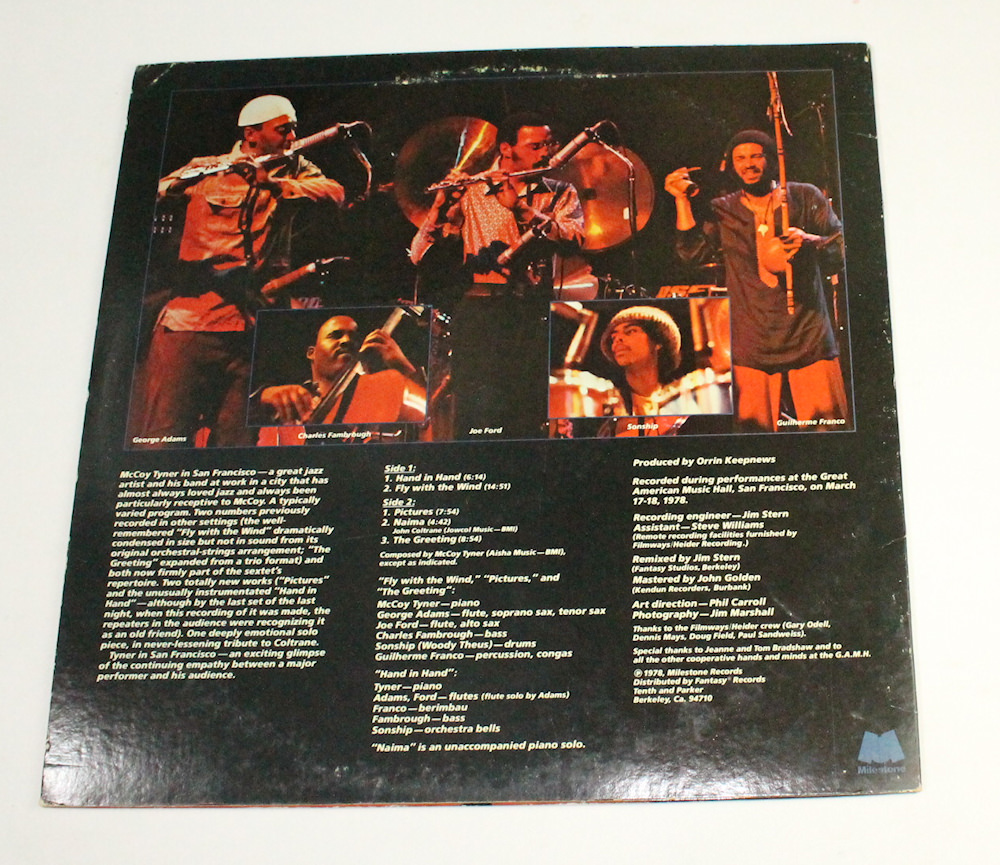 George Adams
Charles Fambrough
Joe Ford
Sonship
Guilherme Franco
McCoy Tyner in San Francisco — a great jazz
artist and his band at work in a city that has
almost always loved jazz and always been
particularly receptive to McCoy. A typically
varied program. Two numbers previously
recorded in other settings (the well-
remembered "Fly with the Wind" dramatically
condensed in size but not in sound from its
original orchestral-strings arrangement; "The
Greeting" expanded from a trio format) and
both now firmly part of the sextet's
repertoire. Two totally new works ("Pictures"
and the unusually instrumentated "Hand in
Hand" — although by the last set of the last
night, when this recording of it was made, the
repeaters in the audience were recognizing it
as an old friend). One deeply emotional solo
piece, in never-lessening tribute to Coltrane.
Tyner in San Francisco — an exciting glimpse
of the continuing empathy between a major
performer and his audience.
Side 1:
1. Hand in Hand (6:14)
2. Fly with the Wind (14:51)
Side 2:
1. Pictures (7:54)
2. Naima (4:42)
John Coltrane (Jowcol Music—BMI)
3. The Greeting (8:54)
Composed by McCoy Tyner (Aisha Music—BMI),
except as indicated.
"Fly with the Wind," "Pictures," and
"The Greeting":
McCoy Tyner—piano
George Adams—flute, soprano sax, tenor sax
Joe Ford—flute, alto sax
Charles Fambrough—bass
Sonship (Woody Theus)—drums
Guilherme Franco—percussion, congas
"Hand in Hand":
Tyner—piano
Adams, Ford—flutes (flute solo by Adams)
Franco—berimbau
Fambrough—bass
Sonship—orchestra bells
"Naima" is an unaccompanied piano solo.
Produced by Orrin Keepnews
Recorded during performances at the Great
American Music Hall, San Francisco, on March
17-18, 1978.
Recording engineer—Jim Stern
Assistant—Steve Williams
(Remote recording facilities furnished by
Filmways/Heider Recording.)
Remixed by Jim Stern
(Fantasy Studios, Berkeley)
Mastered by John Golden
(Kendun Recorders, Burbank)
Art direction—Phil Carroll
Photography—Jim Marshall
Thanks to the Filmways/Heider crew (Gary Odell,
Dennis Mays, Doug Field, Paul Sandweiss).
Special thanks to Jeanne and Tom Bradshaw and to
all the other cooperative hands and minds at the G.A.M.H.
℗ 1978, Milestone Records
Distributed by Fantasy® Records
Tenth and Parker
Berkeley, Ca. 94710
Milestone